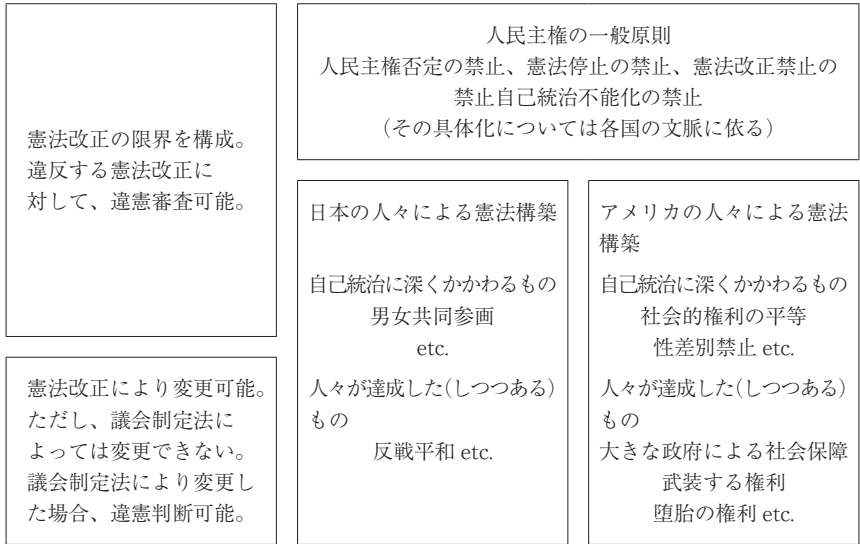 憲法改正の限界を構成。
違反する憲法改正に
対して、違憲審査可能。
人民主権の一般原則
人民主権否定の禁止、憲法停止の禁止、憲法改正禁止の
禁止自己統治不能化の禁止
（その具体化については各国の文脈に依る）
日本の人々による憲法構築
自己統治に深くかかわるもの
男女共同参画
etc.
人々が達成した（しつつある）
もの
反戦平和 etc.
アメリカの人々による憲法
構築
自己統治に深くかかわるもの
社会的権利の平等
性差別禁止 etc.
人々が達成した（しつつある）
もの
大きな政府による社会保障
武装する権利
堕胎の権利 etc.
憲法改正により変更可能。
ただし、議会制定法に
よっては変更できない。
議会制定法により変更し
た場合、違憲判断可能。